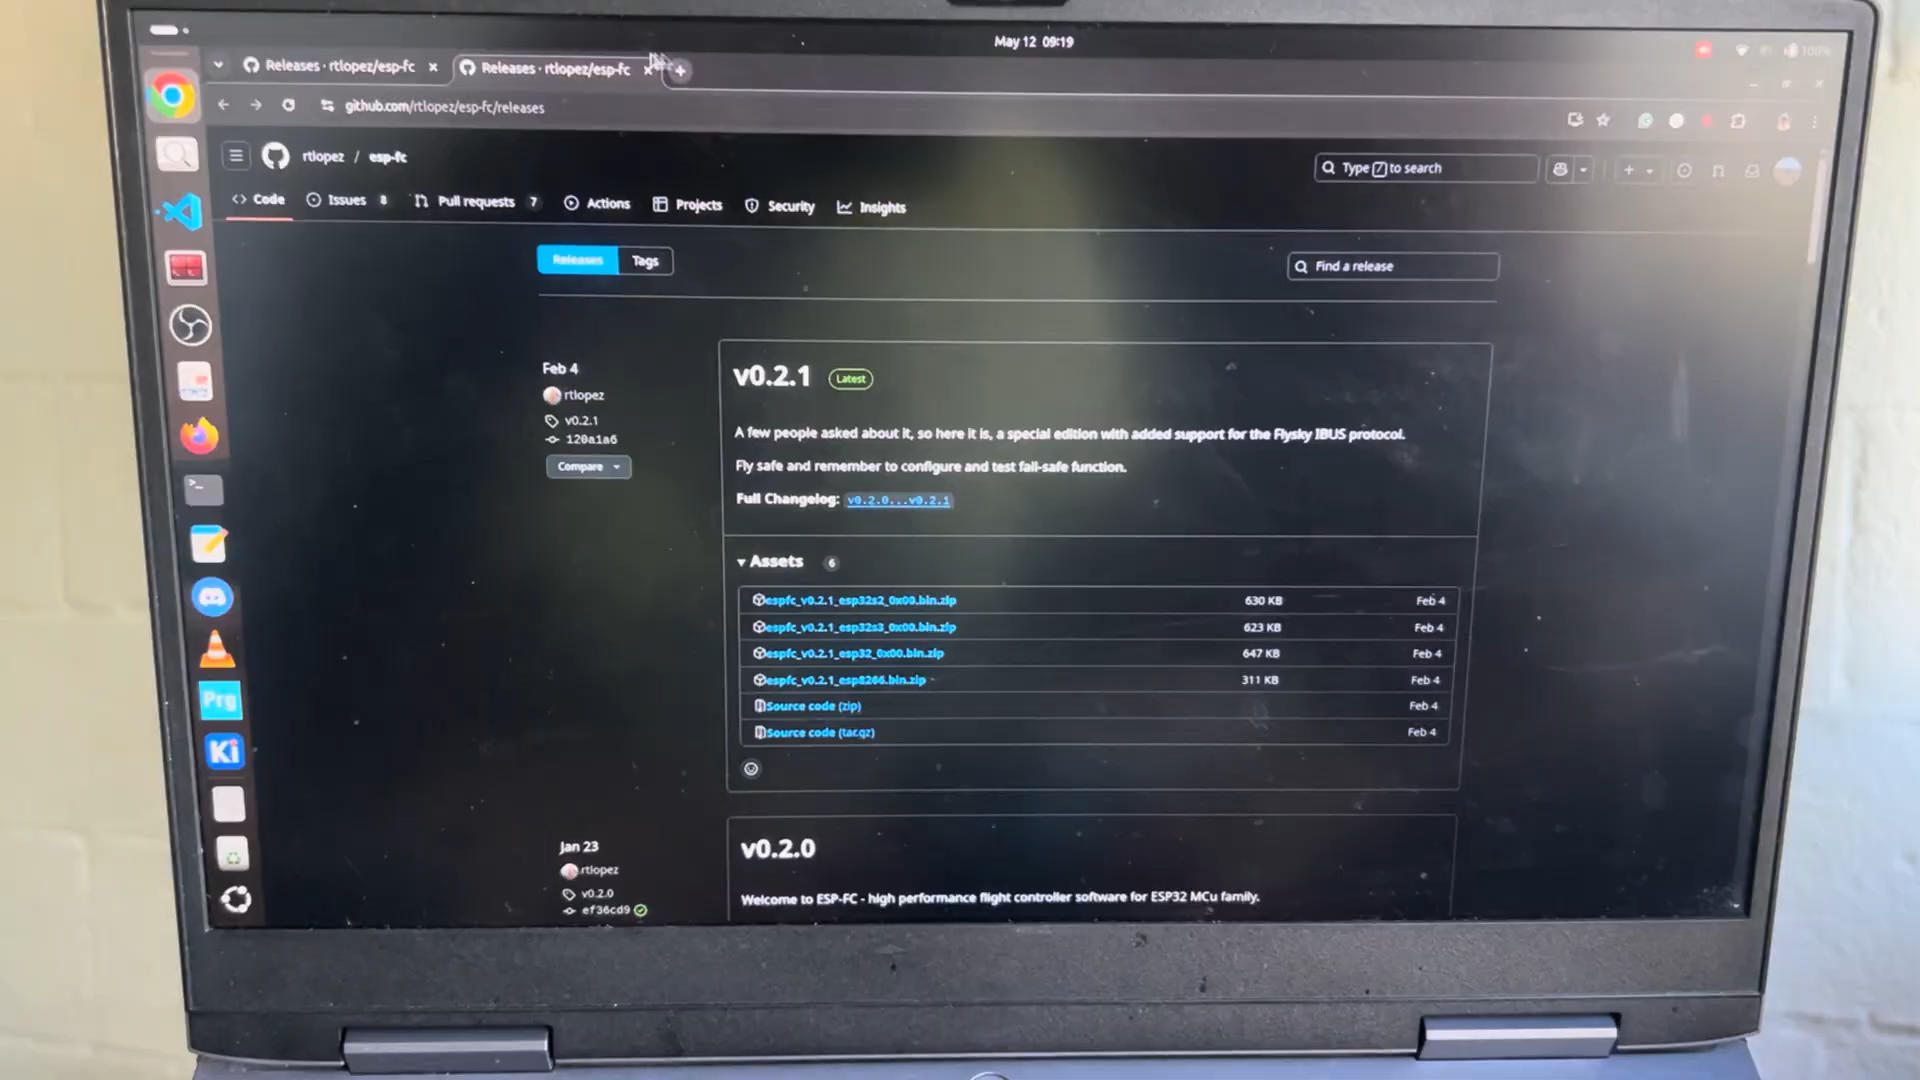 May 12 09:19
100%
Releases · rtlopez/esp-fc
Releases · rtlopez/esp-fc
github.com/rtlopez/esp-fc/releases
rtlopez / esp-fc
Type / to search
Code
Issues 8
Pull requests 7
Actions
Projects
Security
Insights
Releases
Tags
Find a release
Feb 4
rtlopez
v0.2.1
120a1a6
Compare
v0.2.1 Latest
A few people asked about it, so here it is, a special edition with added support for the Flysky IBUS protocol.
Fly safe and remember to configure and test fail-safe function.
Full Changelog: v0.2.0...v0.2.1
Assets 6
espfc_v0.2.1_esp32s2_0x00.bin.zip 630 KB Feb 4
espfc_v0.2.1_esp32s3_0x00.bin.zip 623 KB Feb 4
espfc_v0.2.1_esp32_0x00.bin.zip 647 KB Feb 4
espfc_v0.2.1_esp8266.bin.zip 311 KB Feb 4
Source code (zip) Feb 4
Source code (tar.gz) Feb 4
Jan 23
rtlopez
v0.2.0
ef36cd9
v0.2.0
Welcome to ESP-FC - high performance flight controller software for ESP32 MCu family.
Prg
Ki